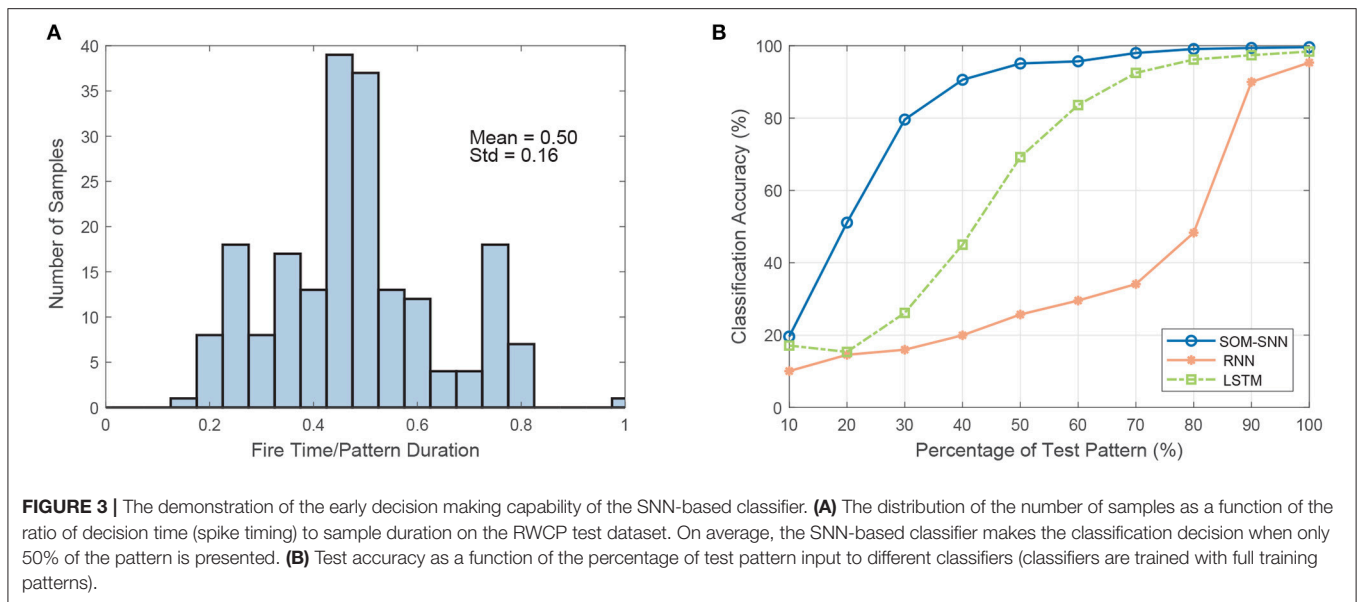 A
40
35
30
25
20
15
10
5
0
Number of Samples
Mean = 0.50
Std = 0.16
0 0.2 0.4 0.6 0.8 1
Fire Time/Pattern Duration
B
100
80
60
40
20
0
Classification Accuracy (%)
SOM-SNN
RNN
LSTM
10 20 30 40 50 60 70 80 90 100
Percentage of Test Pattern (%)
FIGURE 3 | The demonstration of the early decision making capability of the SNN-based classifier. (A) The distribution of the number of samples as a function of the
ratio of decision time (spike timing) to sample duration on the RWCP test dataset. On average, the SNN-based classifier makes the classification decision when only
50% of the pattern is presented. (B) Test accuracy as a function of the percentage of test pattern input to different classifiers (classifiers are trained with full training
patterns).